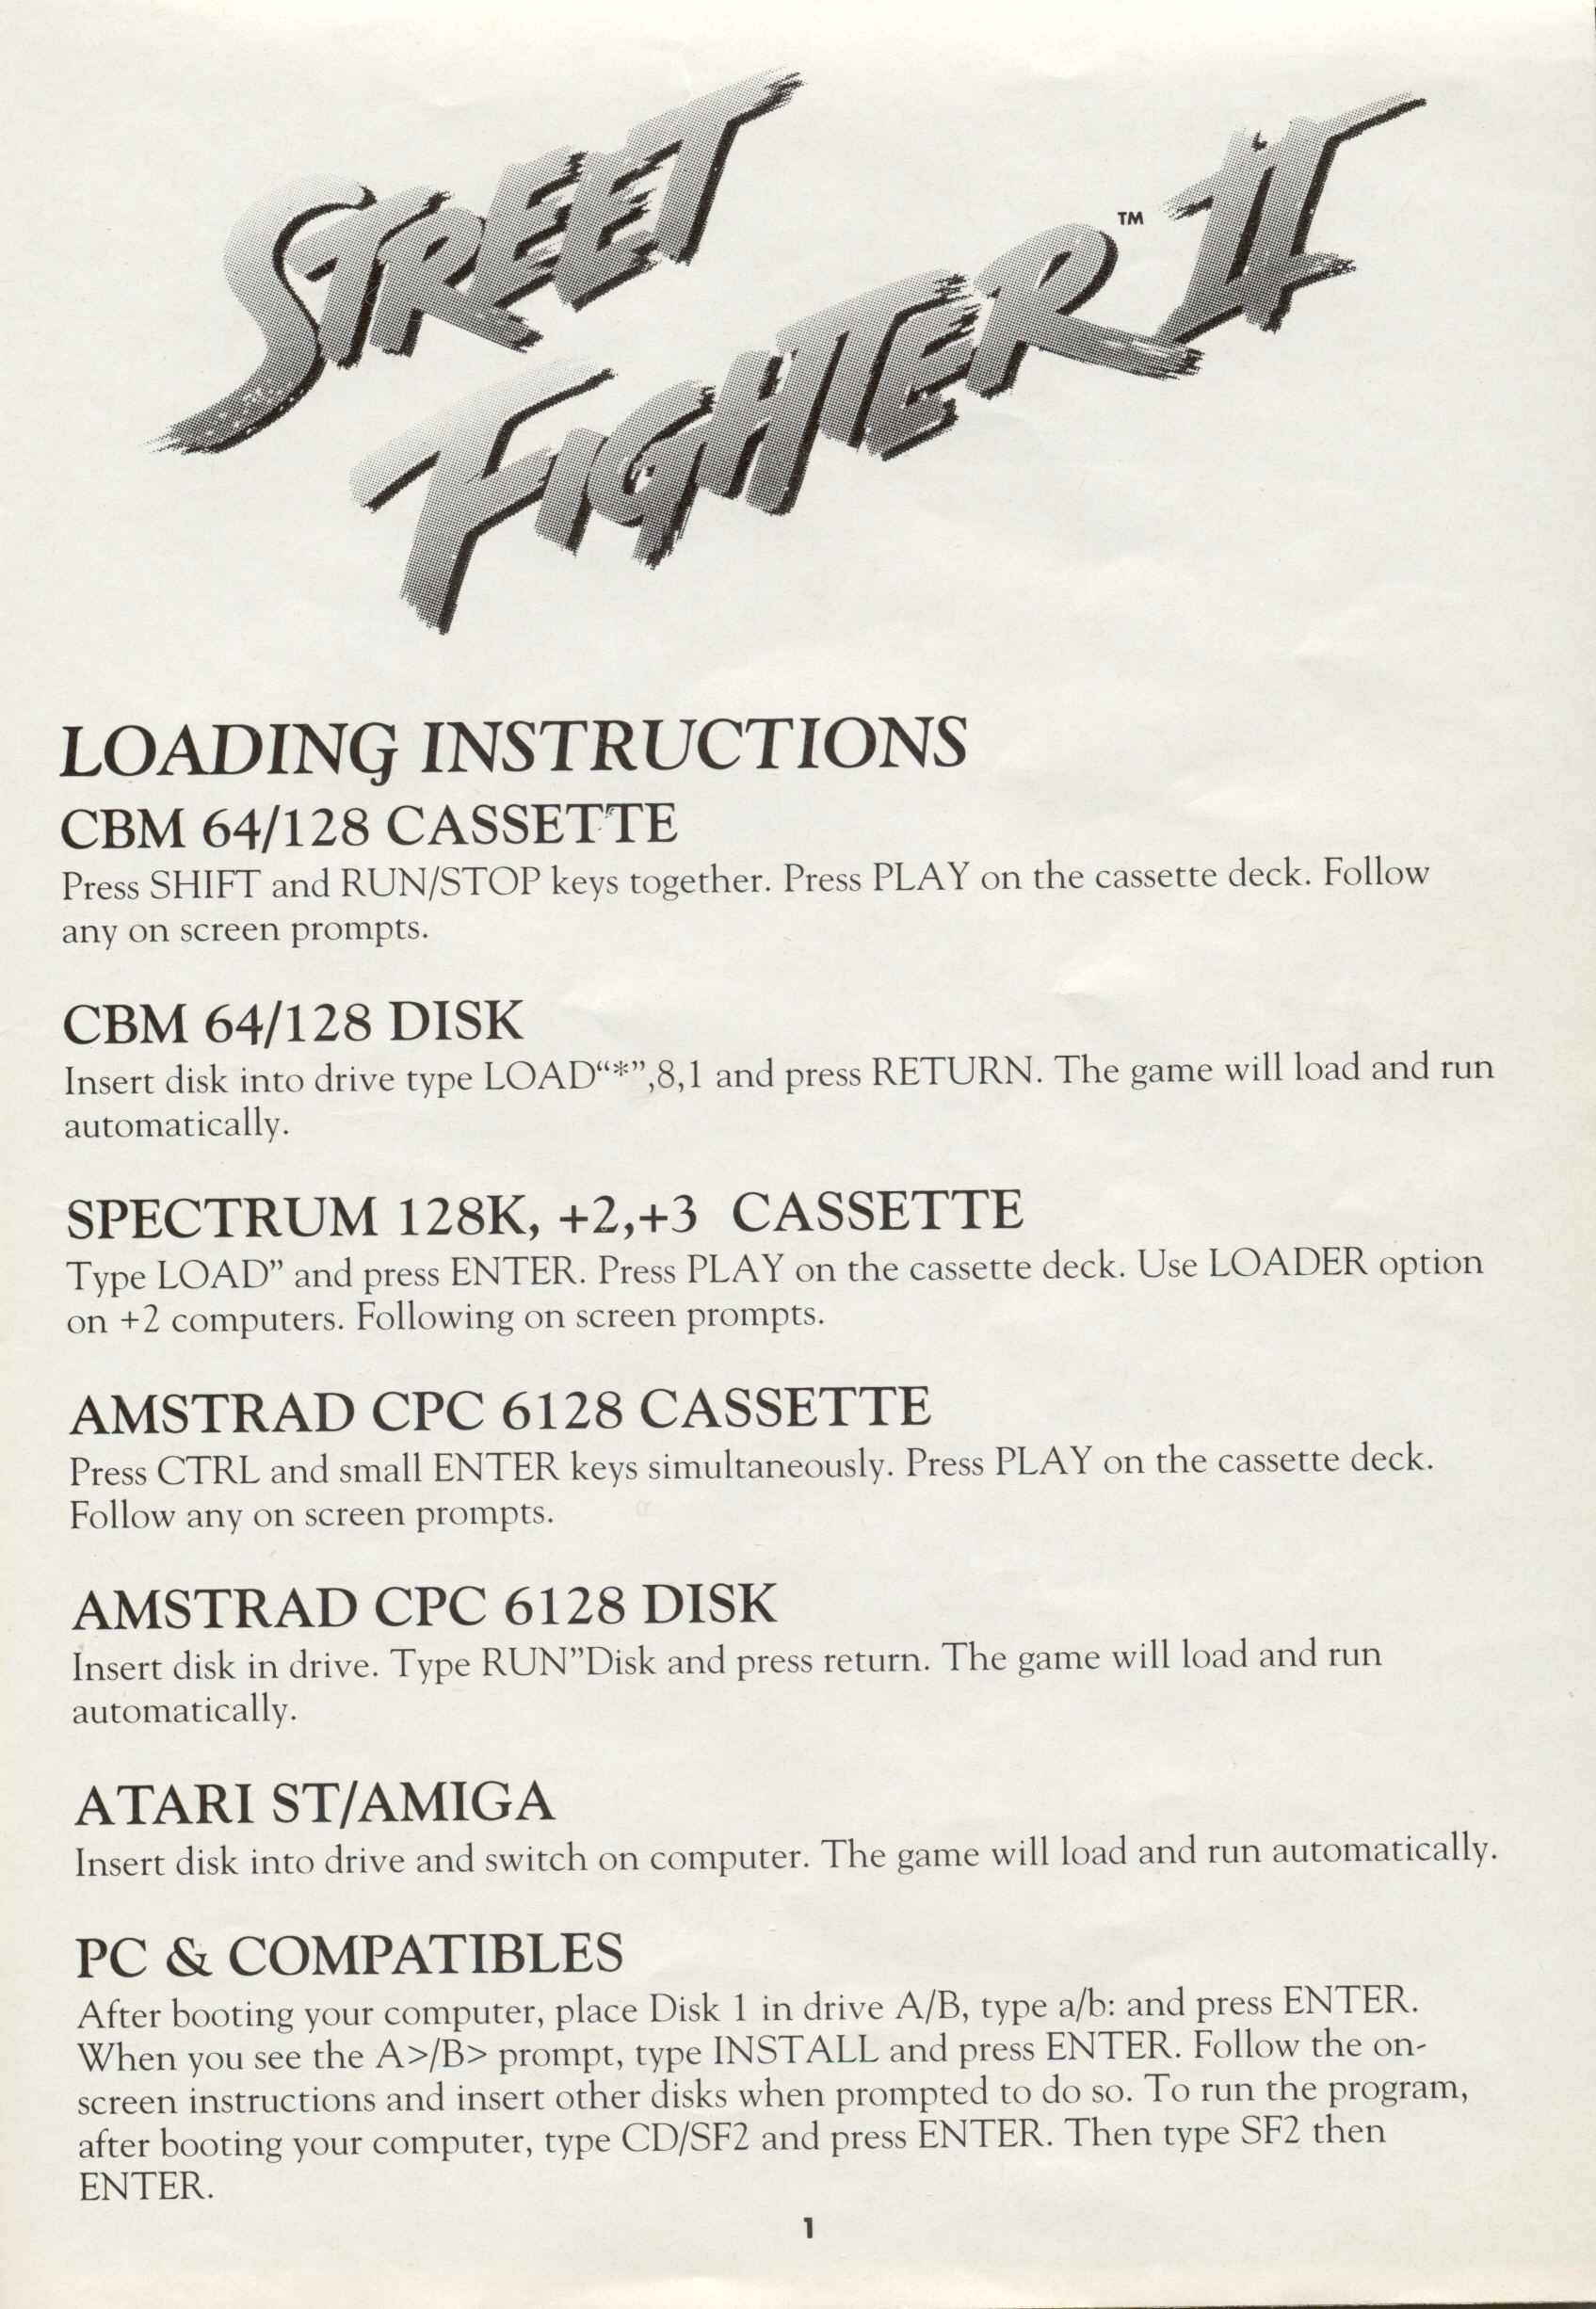 STREET
FIGHTER™ II
LOADING INSTRUCTIONS
CBM 64/128 CASSETTE
Press SHIFT and RUN/STOP keys together. Press PLAY on the cassette deck. Follow
any on screen prompts.
CBM 64/128 DISK
Insert disk into drive type LOAD“*”,8,1 and press RETURN. The game will load and run
automatically.
SPECTRUM 128K, +2,+3 CASSETTE
Type LOAD” and press ENTER. Press PLAY on the cassette deck. Use LOADER option
on +2 computers. Following on screen prompts.
AMSTRAD CPC 6128 CASSETTE
Press CTRL and small ENTER keys simultaneously. Press PLAY on the cassette deck.
Follow any on screen prompts.
AMSTRAD CPC 6128 DISK
Insert disk in drive. Type RUN”Disk and press return. The game will load and run
automatically.
ATARI ST/AMIGA
Insert disk into drive and switch on computer. The game will load and run automatically.
PC & COMPATIBLES
After booting your computer, place Disk 1 in drive A/B, type a/b: and press ENTER.
When you see the A>/B> prompt, type INSTALL and press ENTER. Follow the on-
screen instructions and insert other disks when prompted to do so. To run the program,
after booting your computer, type CD/SF2 and press ENTER. Then type SF2 then
ENTER.
1